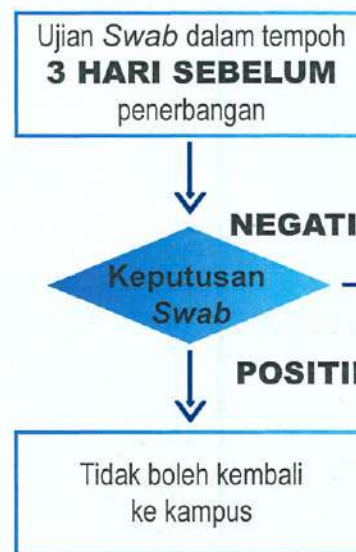 Ujian Swab dalam tempoh
3 HARI SEBELUM
penerbangan
NEGATI
Keputusan
Swab
POSITI
Tidak boleh kembali
ke kampus